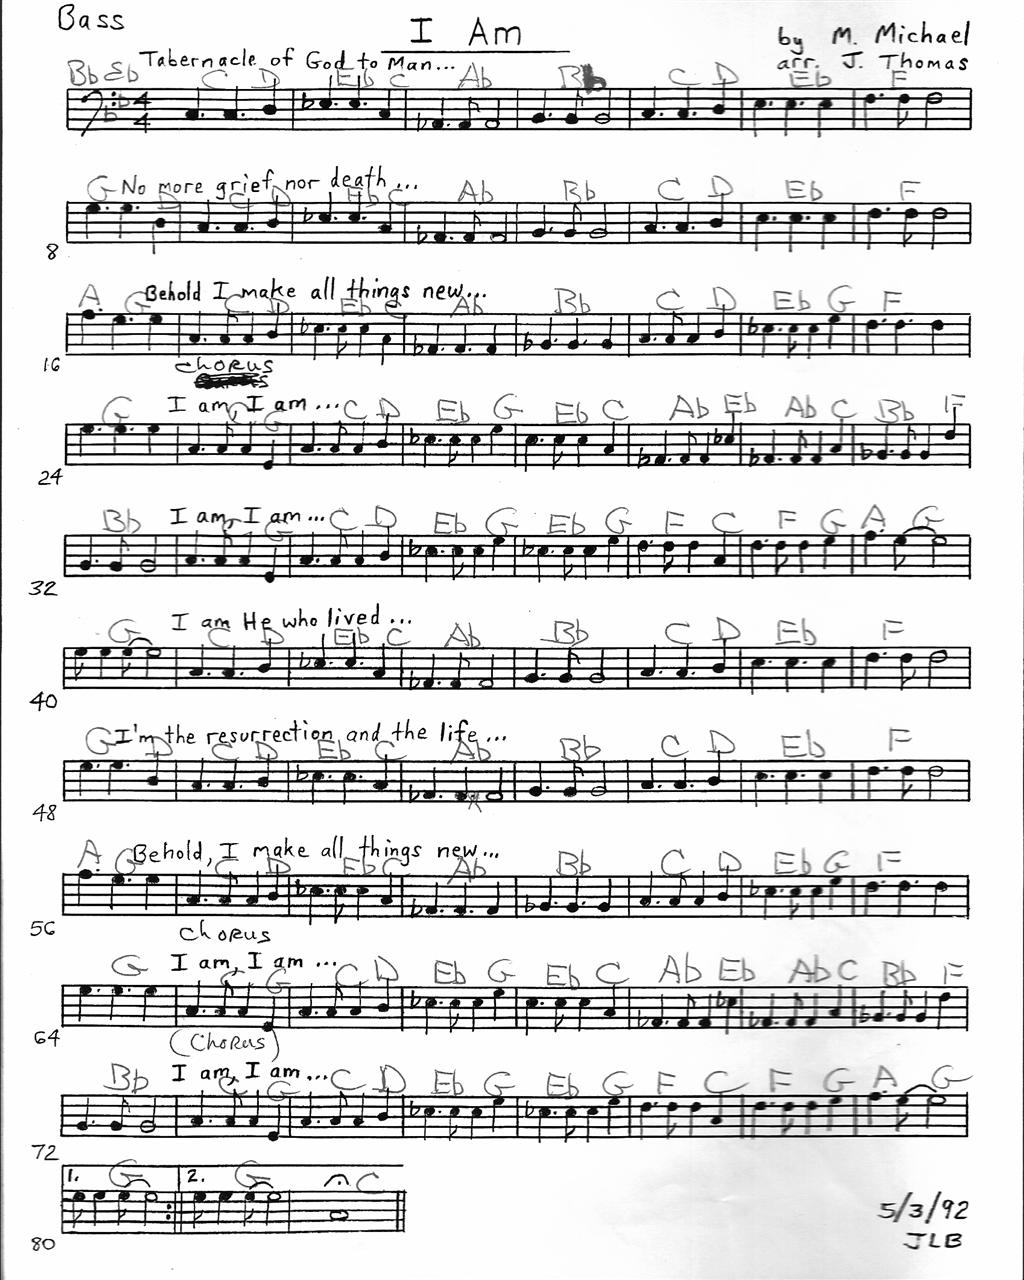 Bass
I Am
by M. Michael
arr. J. Thomas
Tabernacle of God to Man...
Bb Eb C D Eb C Ab Bb C D Eb F
4 4
No more grief nor death...
G D C D Eb C Ab Bb C D Eb F
8
Behold I make all things new...
A G C D Eb C Ab Bb C D Eb G F
16
Chorus
I am, I am...
G C G C D Eb G Eb C Ab Eb Ab C Bb F
24
I am, I am...
Bb C G C D Eb G Eb G F C F G A G
32
I am He who lived...
G C D Eb C Ab Bb C D Eb F
40
I'm the resurrection and the life...
G D C D Eb C Ab Bb C D Eb F
48
Behold, I make all things new...
A G C D Eb C Ab Bb C D Eb G F
56
Chorus
I am, I am...
G C G C D Eb G Eb C Ab Eb Ab C Bb F
64
(Chorus)
I am, I am...
Bb C G C D Eb G Eb G F C F G A G
72
1. G 2. G C
80
5/3/92
JLB